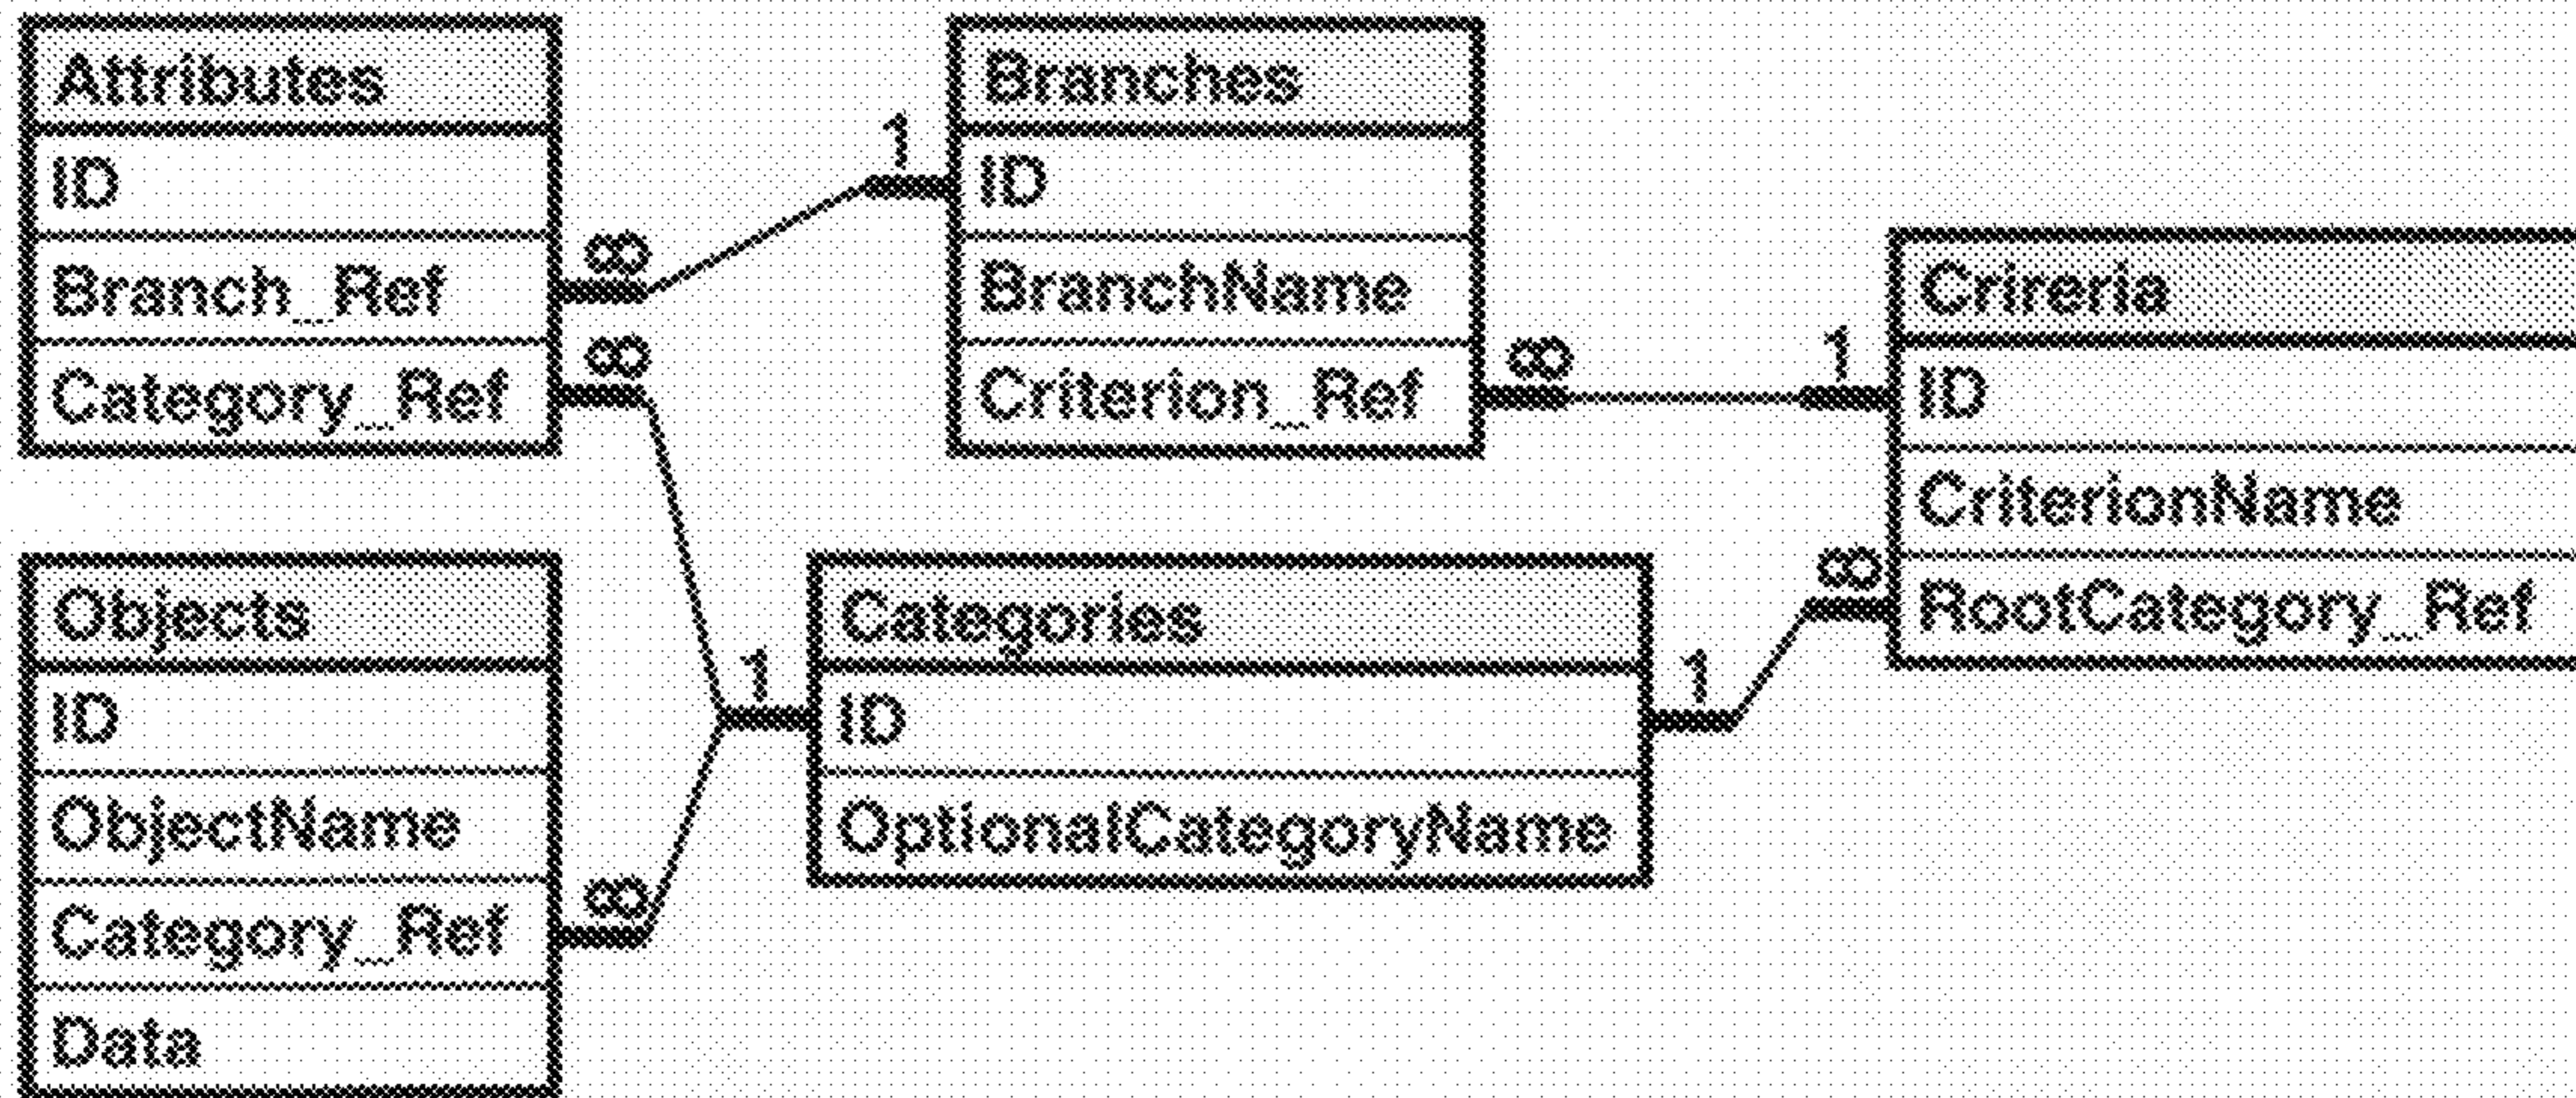 Attributes
ID
Branch_Ref
Category_Ref
∞
∞
1
Branches
ID
BranchName
Criterion_Ref
∞
1
Crireria
ID
CriterionName
RootCategory_Ref
∞
Objects
ID
ObjectName
Category_Ref
Data
∞
1
Categories
ID
OptionalCategoryName
1